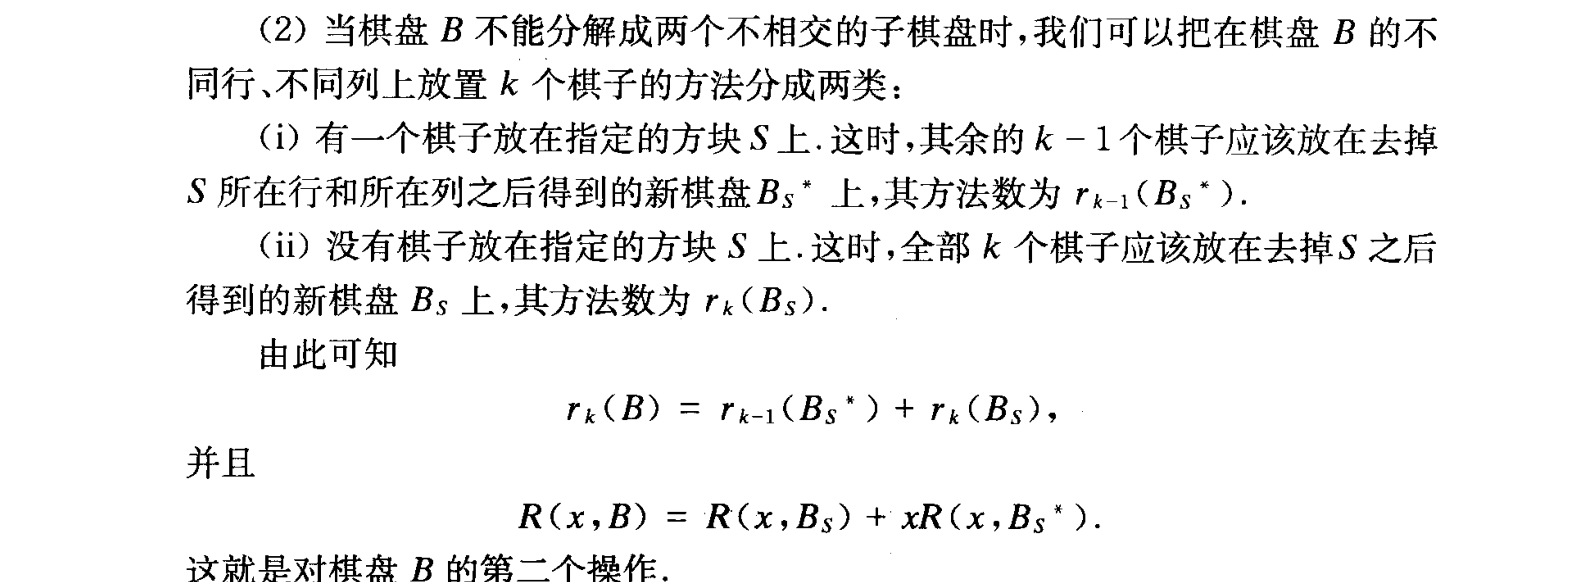 (2) 当棋盘 B 不能分解成两个不相交的子棋盘时,我们可以把在棋盘 B 的不
同行、不同列上放置 k 个棋子的方法分成两类:
(i) 有一个棋子放在指定的方块 S 上.这时,其余的 k − 1 个棋子应该放在去掉
S 所在行和所在列之后得到的新棋盘 B_S* 上,其方法数为 r_{k-1}(B_S*).
(ii) 没有棋子放在指定的方块 S 上.这时,全部 k 个棋子应该放在去掉 S 之后
得到的新棋盘 B_S 上,其方法数为 r_k(B_S).
由此可知
r_k(B) = r_{k-1}(B_S*) + r_k(B_S),
并且
R(x,B) = R(x,B_S) + xR(x,B_S*).
这就是对棋盘 B 的第二个操作.